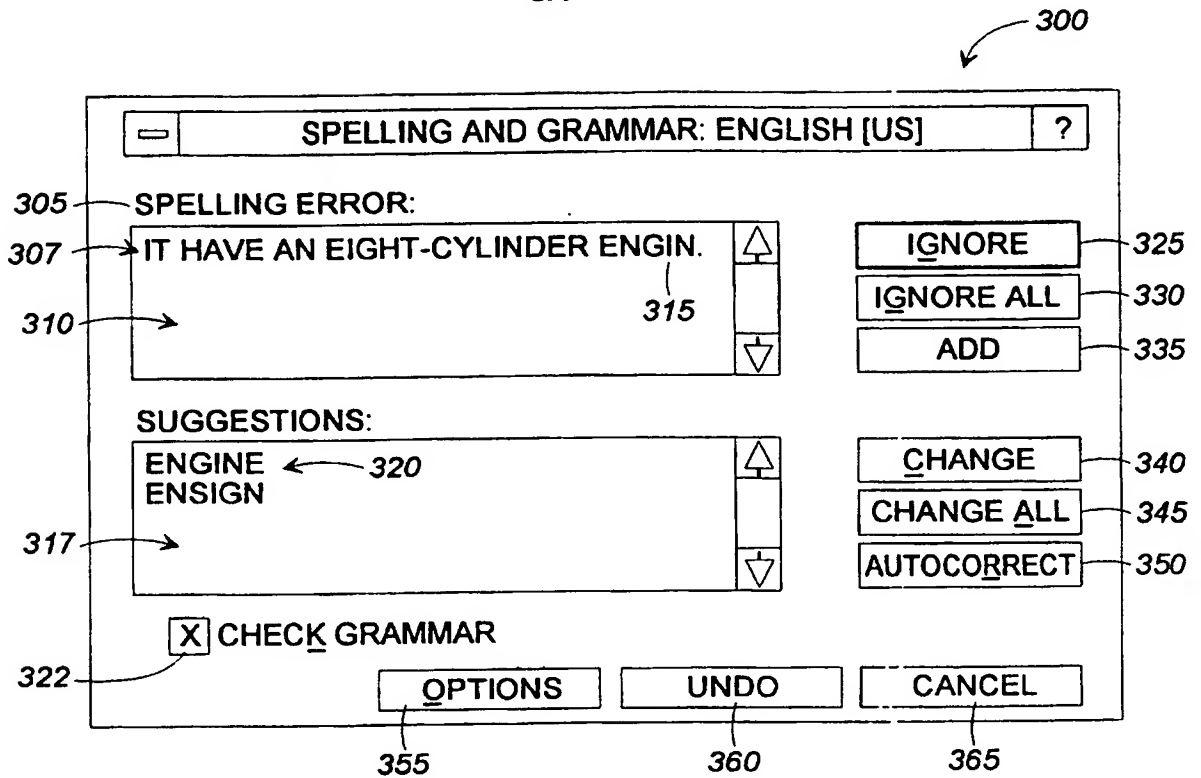 300
SPELLING AND GRAMMAR: ENGLISH [US] ?
305 SPELLING ERROR:
307 IT HAVE AN EIGHT-CYLINDER ENGIN.
IGNORE 325
315
IGNORE ALL 330
310
ADD 335
SUGGESTIONS:
ENGINE 320
CHANGE 340
ENSIGN
CHANGE ALL 345
317
AUTOCORRECT 350
X CHECK GRAMMAR
322
OPTIONS UNDO CANCEL
355 360 365